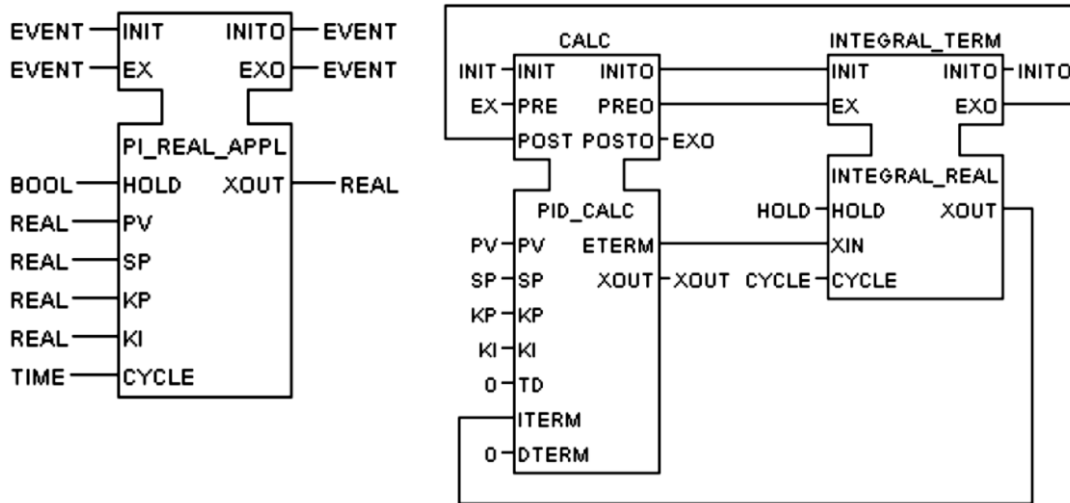 EVENT INIT INITO EVENT
EVENT EX EXO EVENT
PI_REAL_APPL
BOOL HOLD XOUT REAL
REAL PV
REAL SP
REAL KP
REAL KI
TIME CYCLE
CALC
INIT INIT INITO
EX PRE PREO
POST POSTO EXO
PID_CALC
PV PV ETERM
SP SP XOUT XOUT
KP KP
KI KI
0 TD
ITERM
0 DTERM
INTEGRAL_TERM
INIT INITO INITO
EX EXO
INTEGRAL_REAL
HOLD HOLD XOUT
XIN
CYCLE CYCLE